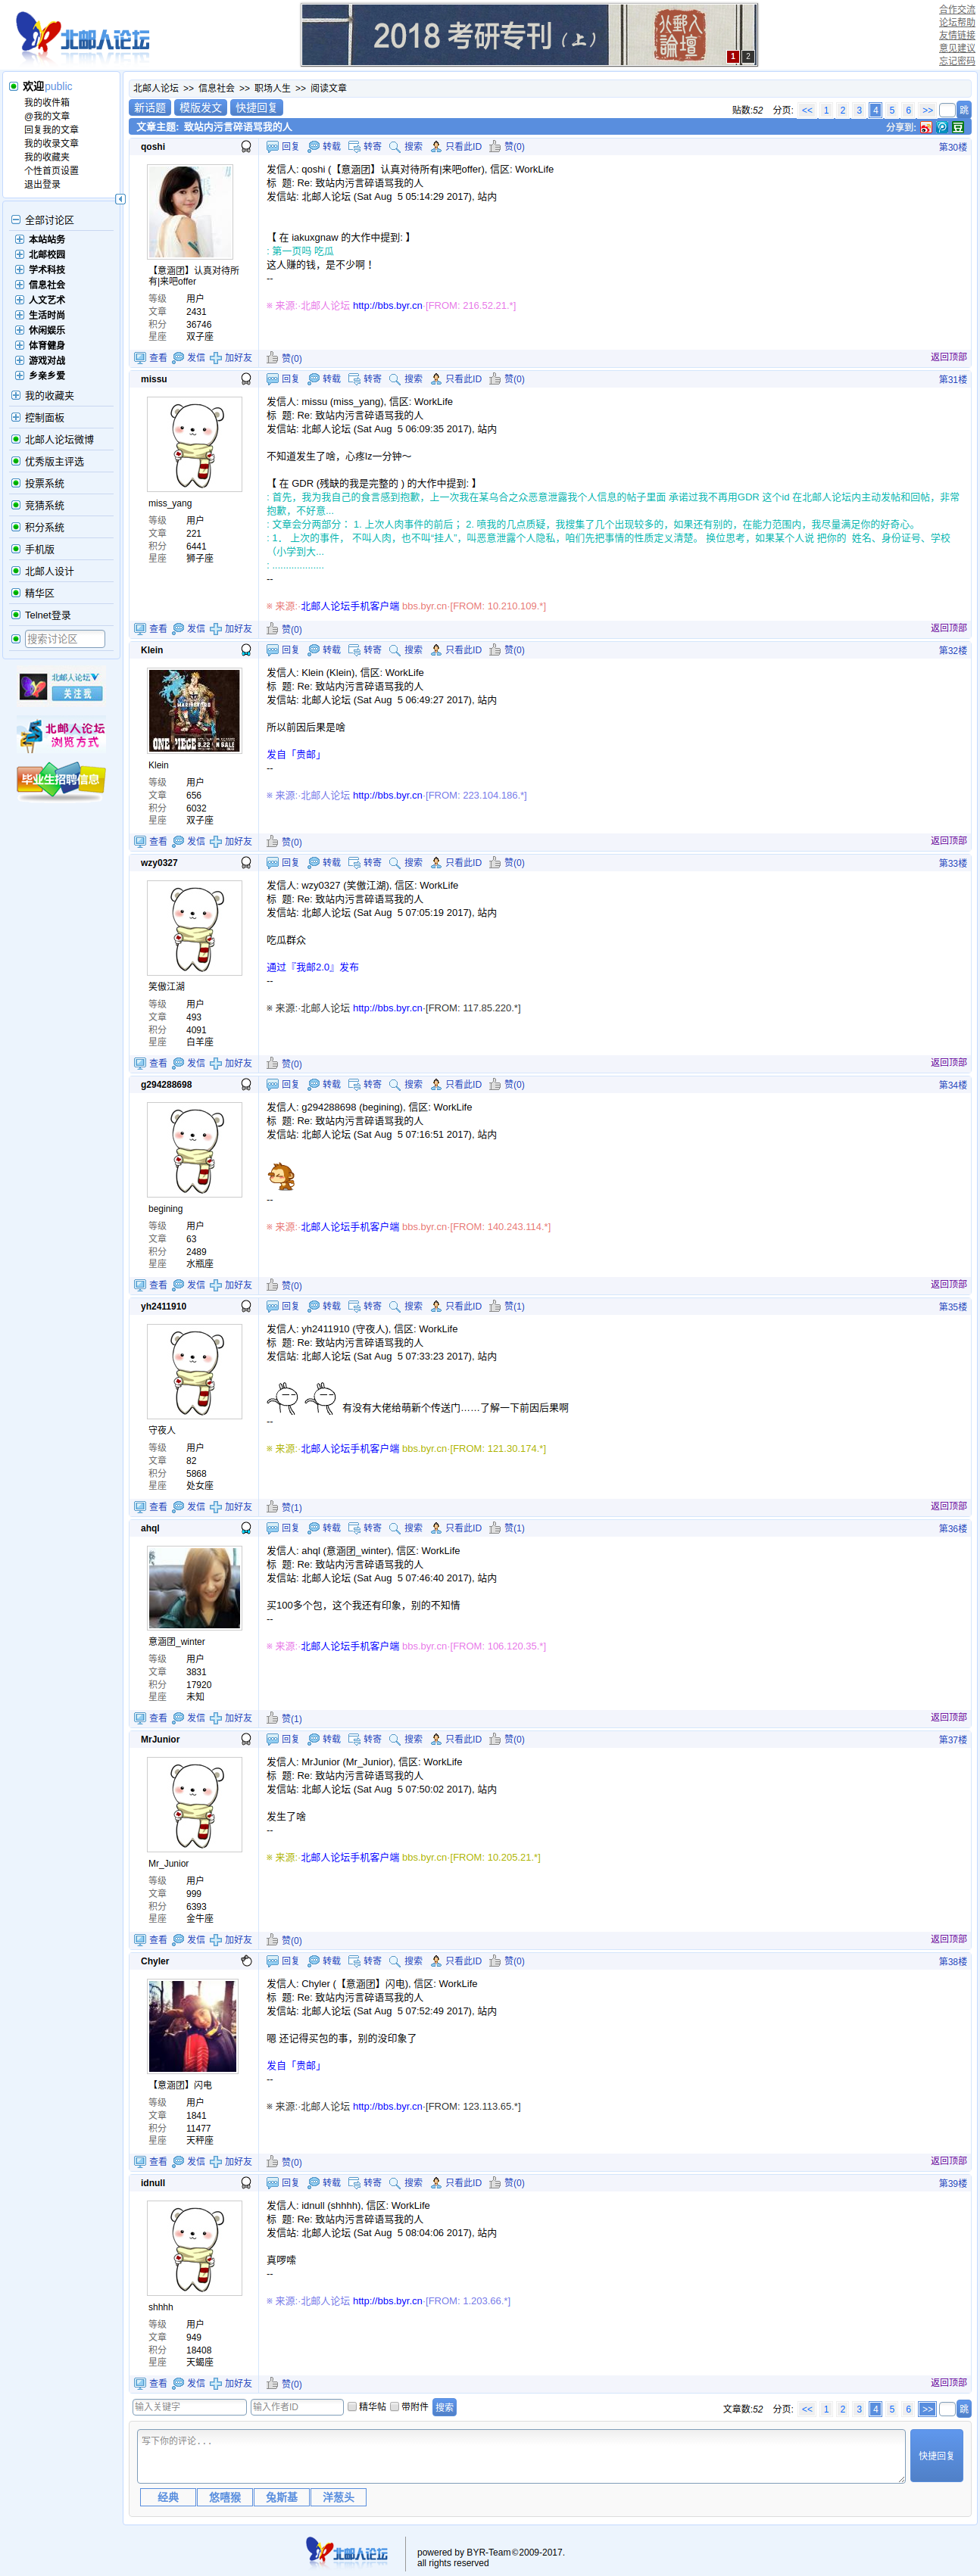 北邮人论坛
2018 考研专刊（上）
1 2
合作交流
论坛帮助
友情链接
意见建议
忘记密码
欢迎public
我的收件箱
@我的文章
回复我的文章
我的收录文章
我的收藏夹
个性首页设置
退出登录
全部讨论区
本站站务
北邮校园
学术科技
信息社会
人文艺术
生活时尚
休闲娱乐
体育健身
游戏对战
乡亲乡爱
我的收藏夹
控制面板
北邮人论坛微博
优秀版主评选
投票系统
竞猜系统
积分系统
手机版
北邮人设计
精华区
Telnet登录
搜索讨论区
北邮人论坛
关注我
北邮人论坛
浏览方式
毕业生招聘信息
北邮人论坛 >> 信息社会 >> 职场人生 >> 阅读文章
新话题 模版发文 快捷回复
贴数:52 分页: << 1 2 3 4 5 6 >> 跳
文章主题: 致站内污言碎语骂我的人
分享到:
qoshi
回复 转载 转寄 搜索 只看此ID 赞(0) 第30楼
【意涵团】认真对待所有|来吧offer
等级 用户
文章 2431
积分 36746
星座 双子座
发信人: qoshi (【意涵团】认真对待所有|来吧offer), 信区: WorkLife
标 题: Re: 致站内污言碎语骂我的人
发信站: 北邮人论坛 (Sat Aug 5 05:14:29 2017), 站内
【 在 iakuxgnaw 的大作中提到: 】
: 第一页吗 吃瓜
这人赚的钱，是不少啊！
--
※ 来源:·北邮人论坛 http://bbs.byr.cn·[FROM: 216.52.21.*]
查看 发信 加好友 赞(0) 返回顶部
missu
回复 转载 转寄 搜索 只看此ID 赞(0) 第31楼
miss_yang
等级 用户
文章 221
积分 6441
星座 狮子座
发信人: missu (miss_yang), 信区: WorkLife
标 题: Re: 致站内污言碎语骂我的人
发信站: 北邮人论坛 (Sat Aug 5 06:09:35 2017), 站内
不知道发生了啥，心疼lz一分钟～
【 在 GDR (残缺的我是完整的 ) 的大作中提到: 】
: 首先，我为我自己的食言感到抱歉，上一次我在某乌合之众恶意泄露我个人信息的帖子里面 承诺过我不再用GDR 这个id 在北邮人论坛内主动发帖和回帖，非常抱歉，不好意...
: 文章会分两部分： 1. 上次人肉事件的前后； 2. 喷我的几点质疑，我搜集了几个出现较多的，如果还有别的，在能力范围内，我尽量满足你的好奇心。
: 1、 上次的事件， 不叫人肉，也不叫“挂人”，叫恶意泄露个人隐私，咱们先把事情的性质定义清楚。 换位思考，如果某个人说 把你的 姓名、身份证号、学校（小学到大...
: ...................
--
※ 来源:·北邮人论坛手机客户端 bbs.byr.cn·[FROM: 10.210.109.*]
查看 发信 加好友 赞(0) 返回顶部
Klein
回复 转载 转寄 搜索 只看此ID 赞(0) 第32楼
Klein
等级 用户
文章 656
积分 6032
星座 双子座
发信人: Klein (Klein), 信区: WorkLife
标 题: Re: 致站内污言碎语骂我的人
发信站: 北邮人论坛 (Sat Aug 5 06:49:27 2017), 站内
所以前因后果是啥
发自「贵邮」
--
※ 来源:·北邮人论坛 http://bbs.byr.cn·[FROM: 223.104.186.*]
查看 发信 加好友 赞(0) 返回顶部
wzy0327
回复 转载 转寄 搜索 只看此ID 赞(0) 第33楼
笑傲江湖
等级 用户
文章 493
积分 4091
星座 白羊座
发信人: wzy0327 (笑傲江湖), 信区: WorkLife
标 题: Re: 致站内污言碎语骂我的人
发信站: 北邮人论坛 (Sat Aug 5 07:05:19 2017), 站内
吃瓜群众
通过『我邮2.0』发布
--
※ 来源:·北邮人论坛 http://bbs.byr.cn·[FROM: 117.85.220.*]
查看 发信 加好友 赞(0) 返回顶部
g294288698
回复 转载 转寄 搜索 只看此ID 赞(0) 第34楼
begining
等级 用户
文章 63
积分 2489
星座 水瓶座
发信人: g294288698 (begining), 信区: WorkLife
标 题: Re: 致站内污言碎语骂我的人
发信站: 北邮人论坛 (Sat Aug 5 07:16:51 2017), 站内
--
※ 来源:·北邮人论坛手机客户端 bbs.byr.cn·[FROM: 140.243.114.*]
查看 发信 加好友 赞(0) 返回顶部
yh2411910
回复 转载 转寄 搜索 只看此ID 赞(1) 第35楼
守夜人
等级 用户
文章 82
积分 5868
星座 处女座
发信人: yh2411910 (守夜人), 信区: WorkLife
标 题: Re: 致站内污言碎语骂我的人
发信站: 北邮人论坛 (Sat Aug 5 07:33:23 2017), 站内
有没有大佬给萌新个传送门……了解一下前因后果啊
--
※ 来源:·北邮人论坛手机客户端 bbs.byr.cn·[FROM: 121.30.174.*]
查看 发信 加好友 赞(1) 返回顶部
ahql
回复 转载 转寄 搜索 只看此ID 赞(1) 第36楼
意涵团_winter
等级 用户
文章 3831
积分 17920
星座 未知
发信人: ahql (意涵团_winter), 信区: WorkLife
标 题: Re: 致站内污言碎语骂我的人
发信站: 北邮人论坛 (Sat Aug 5 07:46:40 2017), 站内
买100多个包，这个我还有印象，别的不知情
--
※ 来源:·北邮人论坛手机客户端 bbs.byr.cn·[FROM: 106.120.35.*]
查看 发信 加好友 赞(1) 返回顶部
MrJunior
回复 转载 转寄 搜索 只看此ID 赞(0) 第37楼
Mr_Junior
等级 用户
文章 999
积分 6393
星座 金牛座
发信人: MrJunior (Mr_Junior), 信区: WorkLife
标 题: Re: 致站内污言碎语骂我的人
发信站: 北邮人论坛 (Sat Aug 5 07:50:02 2017), 站内
发生了啥
--
※ 来源:·北邮人论坛手机客户端 bbs.byr.cn·[FROM: 10.205.21.*]
查看 发信 加好友 赞(0) 返回顶部
Chyler
回复 转载 转寄 搜索 只看此ID 赞(0) 第38楼
【意涵团】闪电
等级 用户
文章 1841
积分 11477
星座 天秤座
发信人: Chyler (【意涵团】闪电), 信区: WorkLife
标 题: Re: 致站内污言碎语骂我的人
发信站: 北邮人论坛 (Sat Aug 5 07:52:49 2017), 站内
嗯 还记得买包的事，别的没印象了
发自「贵邮」
--
※ 来源:·北邮人论坛 http://bbs.byr.cn·[FROM: 123.113.65.*]
查看 发信 加好友 赞(0) 返回顶部
idnull
回复 转载 转寄 搜索 只看此ID 赞(0) 第39楼
shhhh
等级 用户
文章 949
积分 18408
星座 天蝎座
发信人: idnull (shhhh), 信区: WorkLife
标 题: Re: 致站内污言碎语骂我的人
发信站: 北邮人论坛 (Sat Aug 5 08:04:06 2017), 站内
真啰嗦
--
※ 来源:·北邮人论坛 http://bbs.byr.cn·[FROM: 1.203.66.*]
查看 发信 加好友 赞(0) 返回顶部
输入关键字 输入作者ID 精华帖 带附件 搜索
文章数:52 分页: << 1 2 3 4 5 6 >> 跳
写下你的评论...
快捷回复
经典 悠嘻猴 兔斯基 洋葱头
北邮人论坛
powered by BYR-Team©2009-2017.
all rights reserved